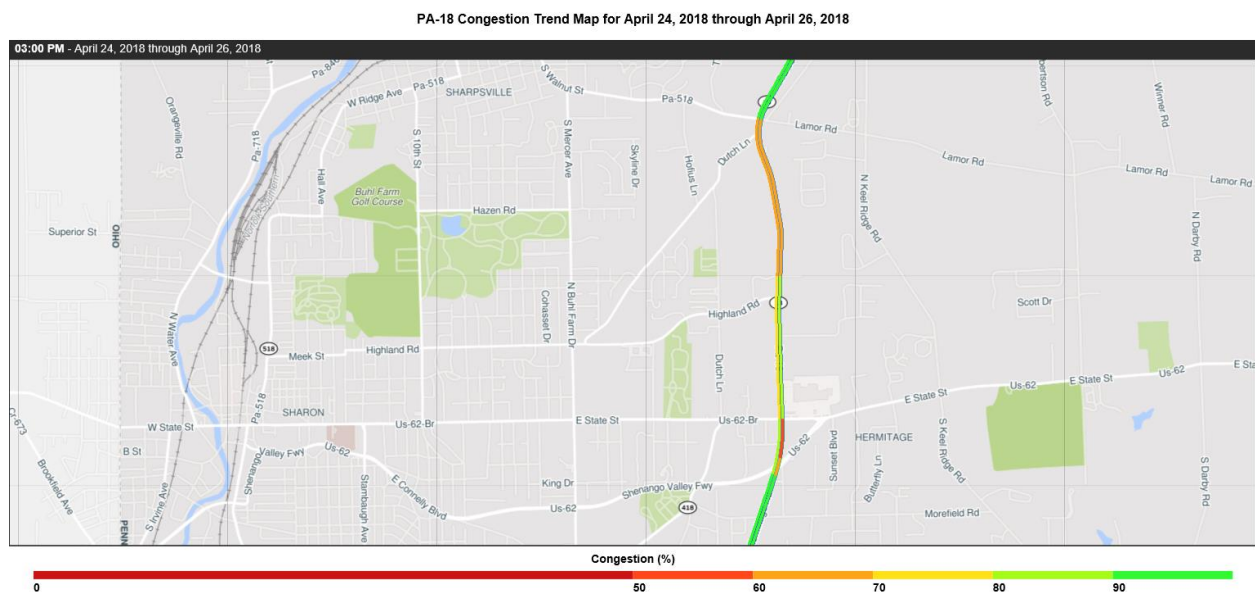 PA-18 Congestion Trend Map for April 24, 2018 through April 26, 2018
03:00 PM - April 24, 2018 through April 26, 2018
Pa-846
Pa-518
W Ridge Ave
SHARPSVILLE
S Walnut St
Pa-518
Lamor Rd
Lamor Rd
Lamor Rd
Lamor Rd
Winner Rd
Orangeville Rd
Pa-718
Hall Ave
S 10th St
S Mercer Ave
Skyline Dr
Hofius Ln
Dutch Ln
N Keel Ridge Rd
N Darby Rd
Buhl Farm
Golf Course
Hazen Rd
Superior St
OHIO
N Water Ave
Cohasset Dr
N Buhl Farm Dr
Highland Rd
Scott Dr
518
Meek St
Highland Rd
Dutch Ln
Us-62
E State St
Us-62
E State St
Pa-518
SHARON
W State St
Us-62-Br
E State St
Us-62-Br
B St
Shenango
Valley Fwy
Us-62
Us-62
Sunset Blvd
HERMITAGE
Butterfly Ln
S Keel Ridge Rd
S Darby Rd
Brookfield Ave
S Irvine Ave
Stambaugh Ave
E Connelly Blvd
King Dr
Us-62
Shenango Valley Fwy
418
Morefield Rd
PENN
Congestion (%)
0 50 60 70 80 90